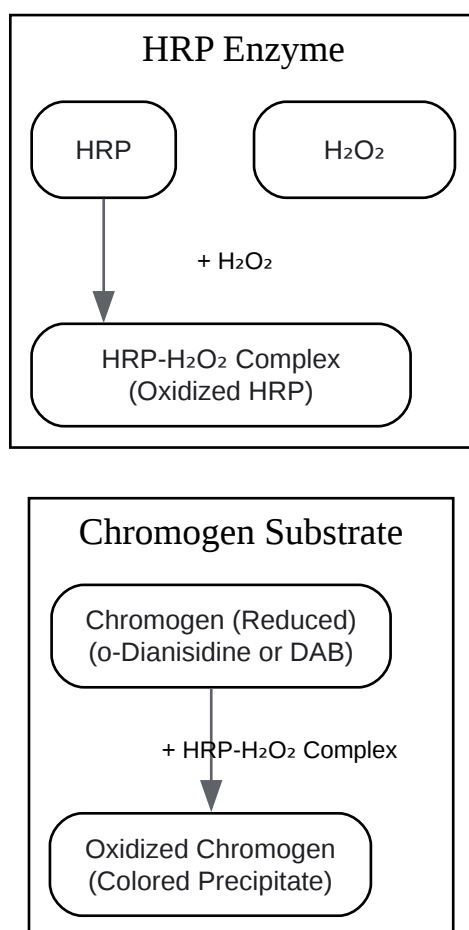 HRP Enzyme
HRP
H₂O₂
+ H₂O₂
HRP-H₂O₂ Complex
(Oxidized HRP)
Chromogen Substrate
Chromogen (Reduced)
(o-Dianisidine or DAB)
+ HRP-H₂O₂ Complex
Oxidized Chromogen
(Colored Precipitate)